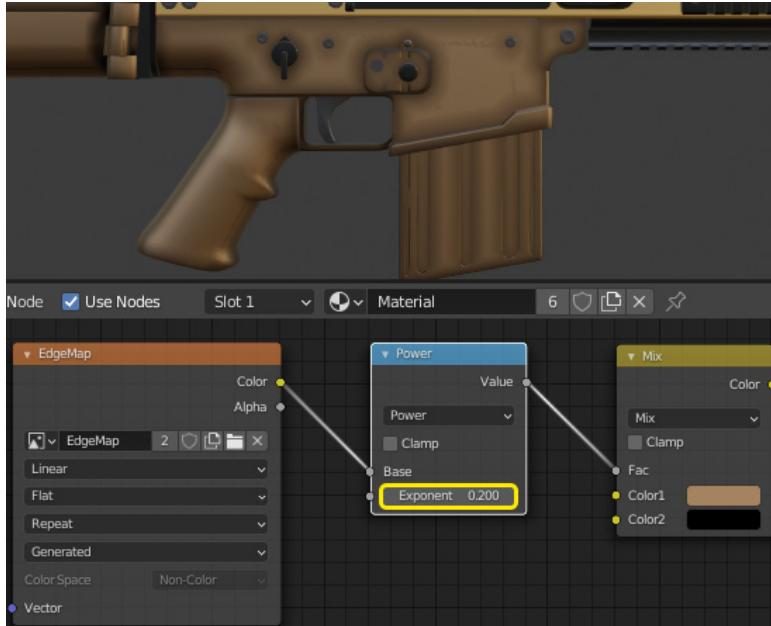 Node Use Nodes Slot 1 Material 6
EdgeMap
Color
Alpha
EdgeMap 2
Linear
Flat
Repeat
Generated
Color Space Non-Color
Vector
Power
Value
Power
Clamp
Base
Exponent 0.200
Mix
Color
Mix
Clamp
Fac
Color1
Color2